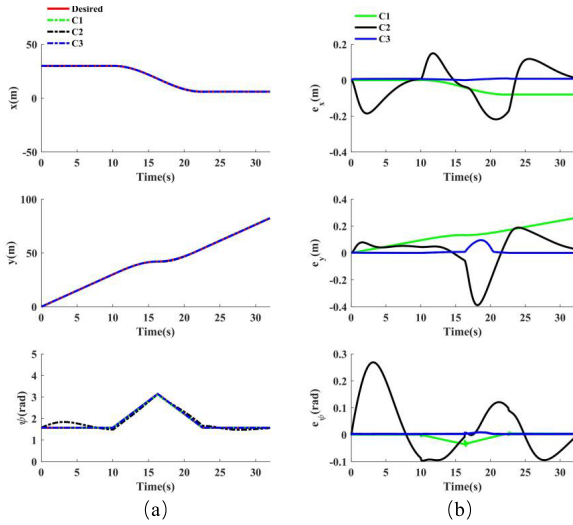 Desired
C1
C2
C3
50
0
-50
x(m)
0 5 10 15 20 25 30
Time(s)
100
50
0
y(m)
0 5 10 15 20 25 30
Time(s)
5
4
3
2
1
0
ψ(rad)
0 5 10 15 20 25 30
Time(s)
(a)
C1
C2
C3
0.2
0
-0.2
-0.4
e_x(m)
0 5 10 15 20 25 30
Time(s)
0.4
0.2
0
-0.2
-0.4
e_y(m)
0 5 10 15 20 25 30
Time(s)
0.3
0.2
0.1
0
-0.1
e_ψ(rad)
0 5 10 15 20 25 30
Time(s)
(b)